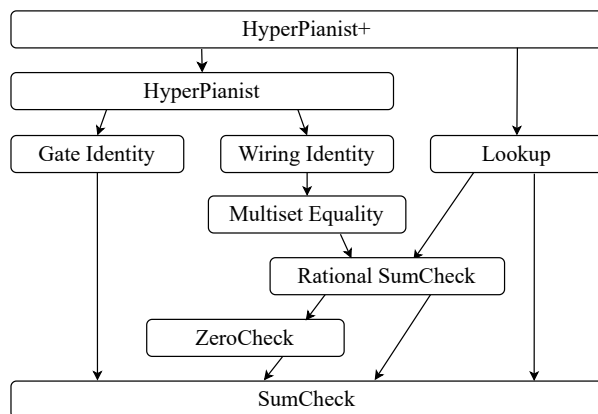 HyperPianist+
HyperPianist
Gate Identity
Wiring Identity
Lookup
Multiset Equality
Rational SumCheck
ZeroCheck
SumCheck